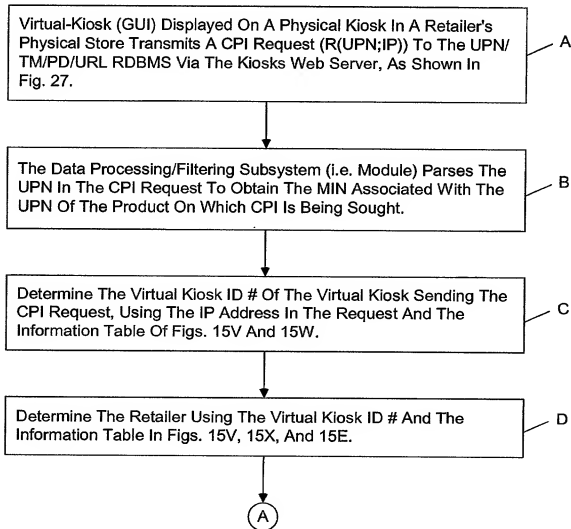 Virtual-Kiosk (GUI) Displayed On A Physical Kiosk In A Retailer's
Physical Store Transmits A CPI Request (R(UPN;IP)) To The UPN/
TM/PD/URL RDBMS Via The Kiosks Web Server, As Shown In
Fig. 27.
A
The Data Processing/Filtering Subsystem (i.e. Module) Parses The
UPN In The CPI Request To Obtain The MIN Associated With The
UPN Of The Product On Which CPI Is Being Sought.
B
Determine The Virtual Kiosk ID # Of The Virtual Kiosk Sending The
CPI Request, Using The IP Address In The Request And The
Information Table Of Figs. 15V And 15W.
C
Determine The Retailer Using The Virtual Kiosk ID # And The
Information Table In Figs. 15V, 15X, And 15E.
D
A